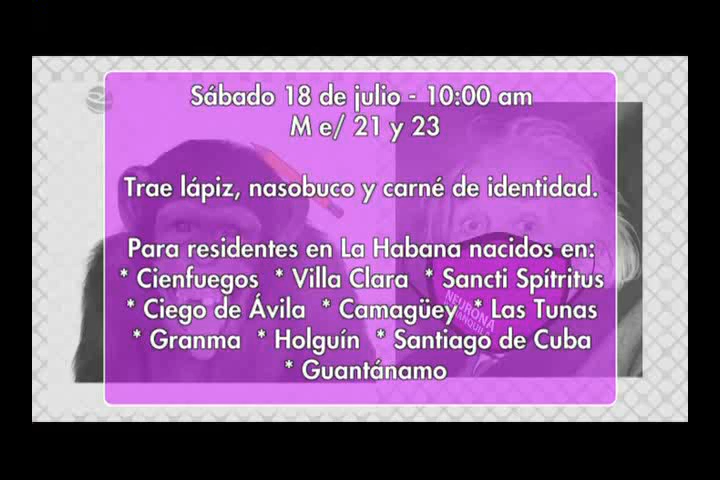 Sábado 18 de julio - 10:00 am
M e/ 21 y 23
Trae lápiz, nasobuco y carné de identidad.
Para residentes en La Habana nacidos en:
* Cienfuegos * Villa Clara * Sancti Spítritus
* Ciego de Ávila * Camagüey * Las Tunas
* Granma * Holguín * Santiago de Cuba
* Guantánamo
NEURONA
TRANQUILA